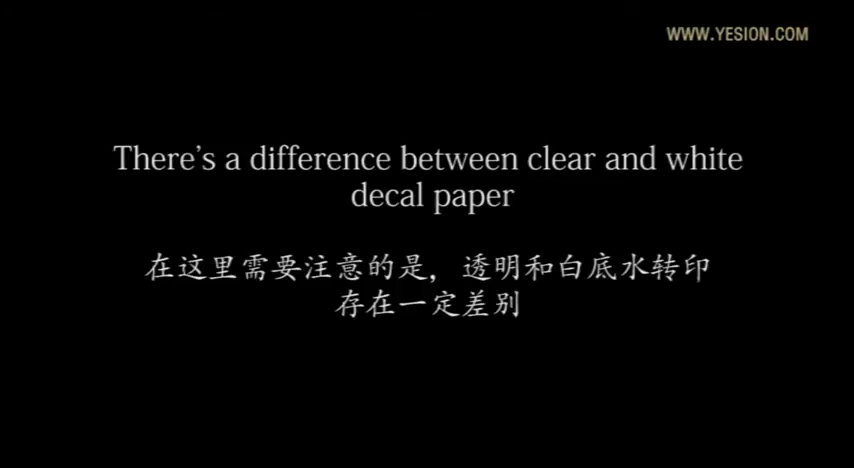 WWW.YESION.COM
There's a difference between clear and white
decal paper
在这里需要注意的是，透明和白底水转印
存在一定差别